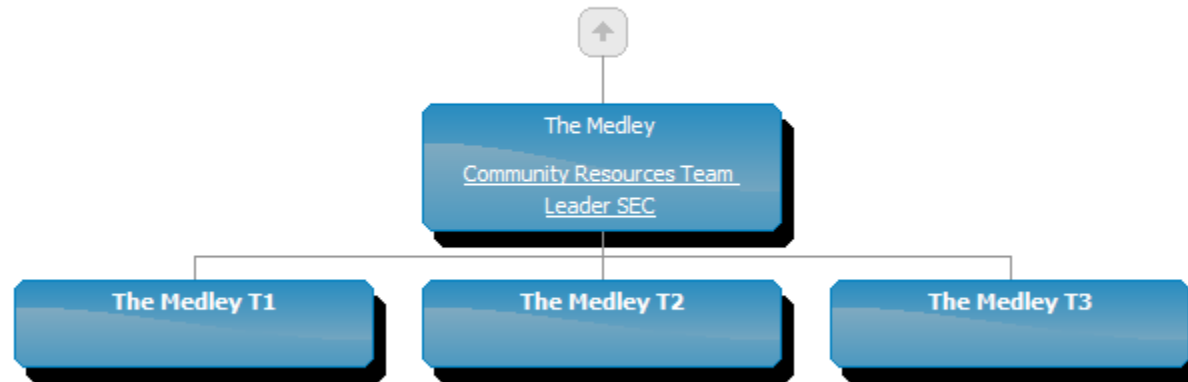 The Medley
Community Resources Team
Leader SEC
The Medley T1
The Medley T2
The Medley T3